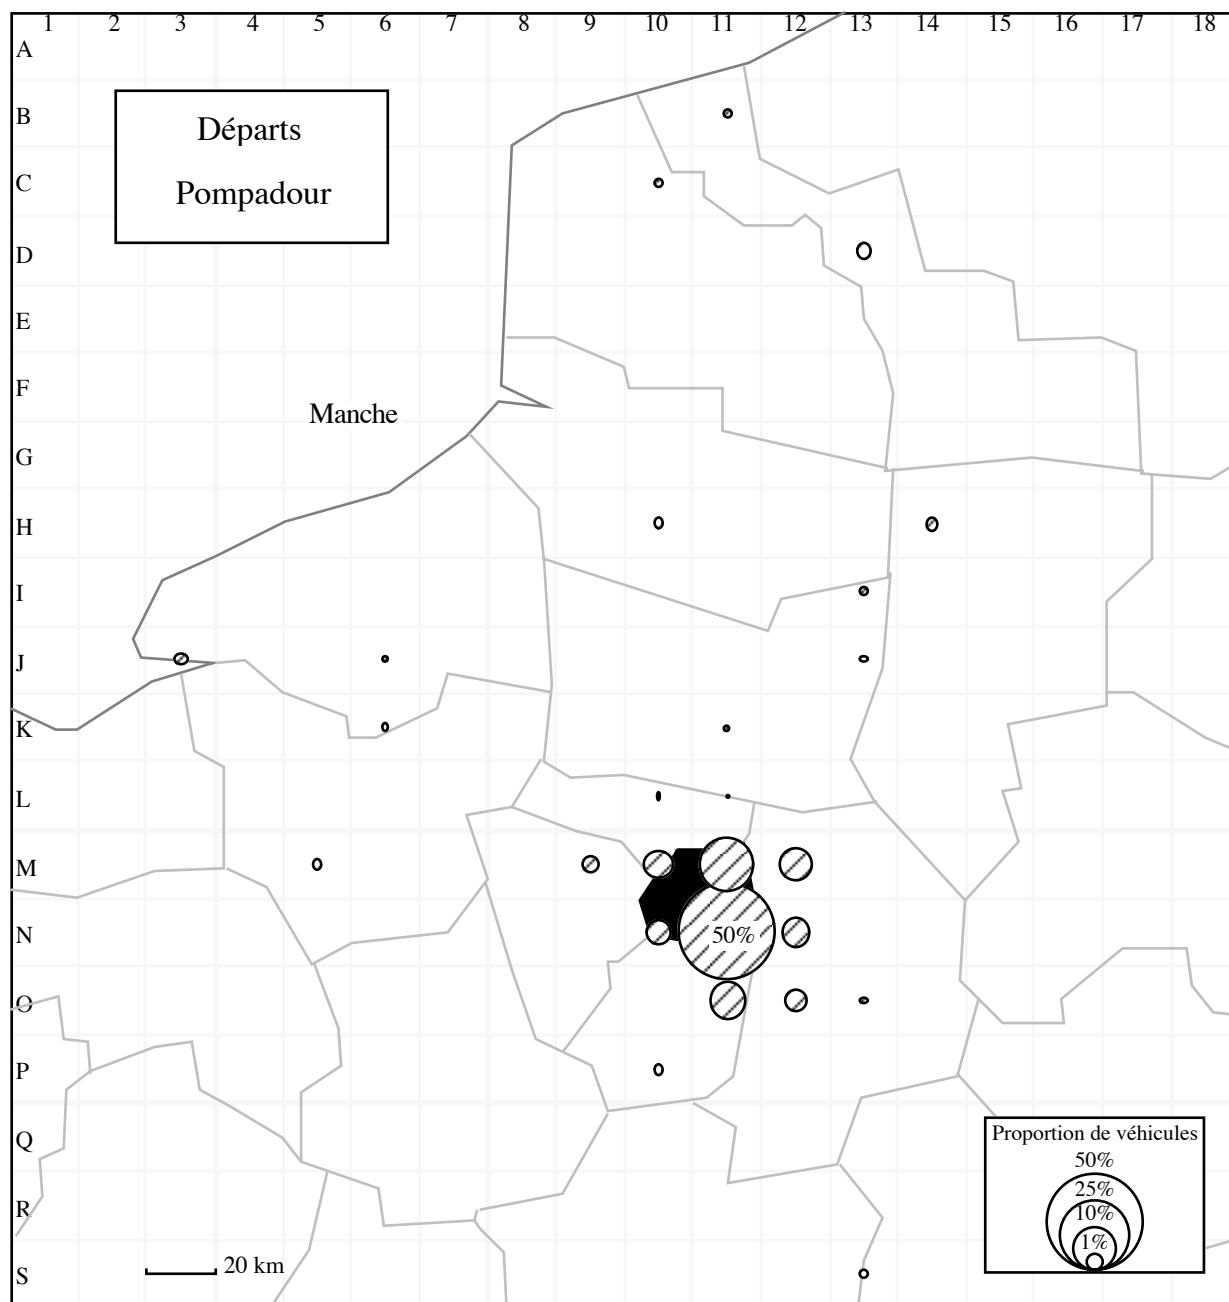 1 2 3 4 5 6 7 8 9 10 11 12 13 14 15 16 17 18
A
B
Départs
C
Pompadour
D
E
F
Manche
G
H
I
J
K
L
M
N
50%
O
P
Q
R
S
20 km
Proportion de véhicules
50%
25%
10%
1%